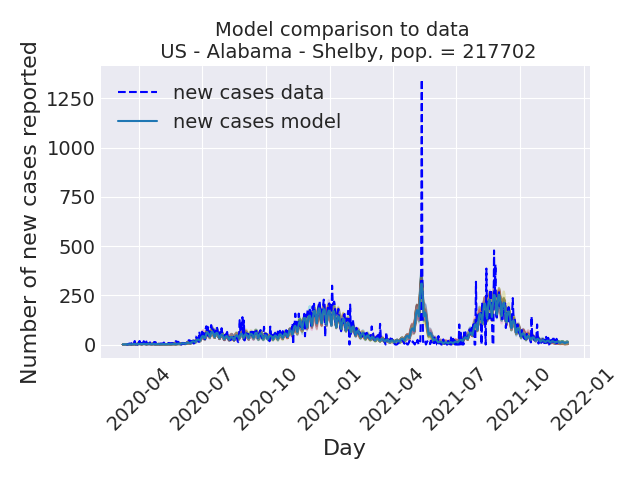 Model comparison to data
US - Alabama - Shelby, pop. = 217702
Number of new cases reported
new cases data
new cases model
1250
1000
750
500
250
0
2020-04
2020-07
2020-10
2021-01
2021-04
2021-07
2021-10
2022-01
Day